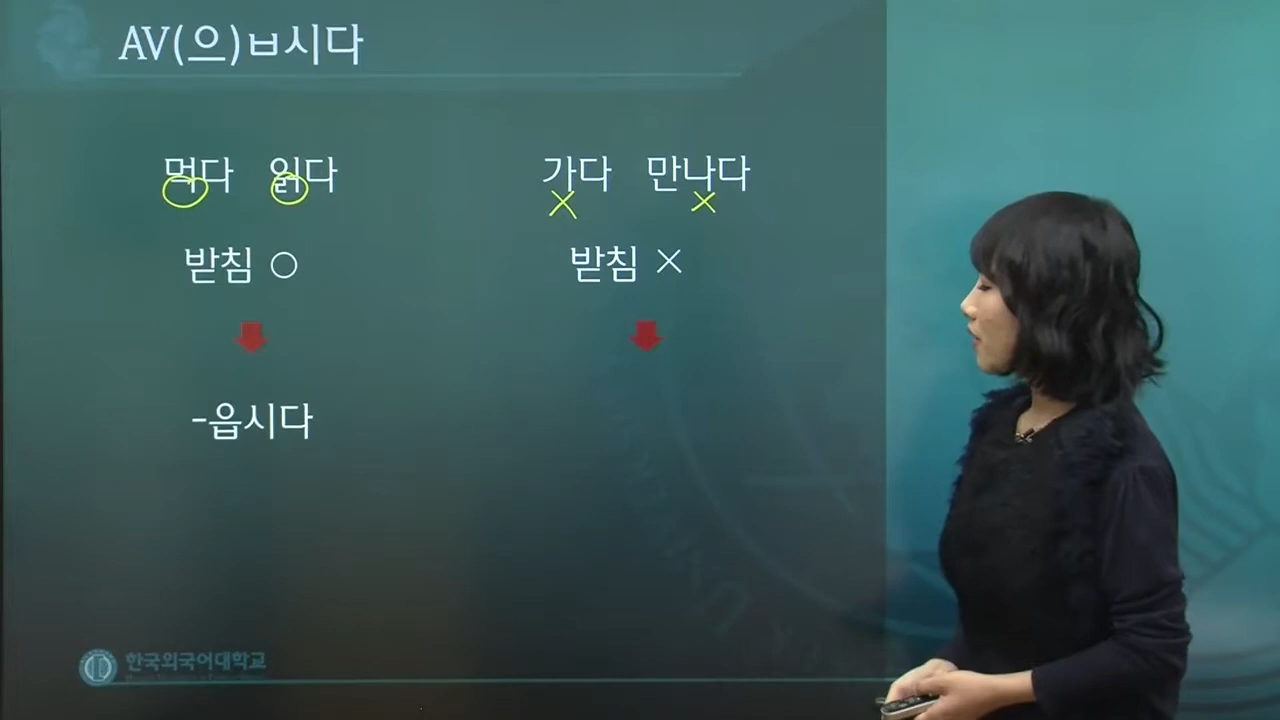 AV(으)ㅂ시다
먹다 읽다
가다 만나다
받침 ○
받침 ×
-읍시다
한국외국어대학교